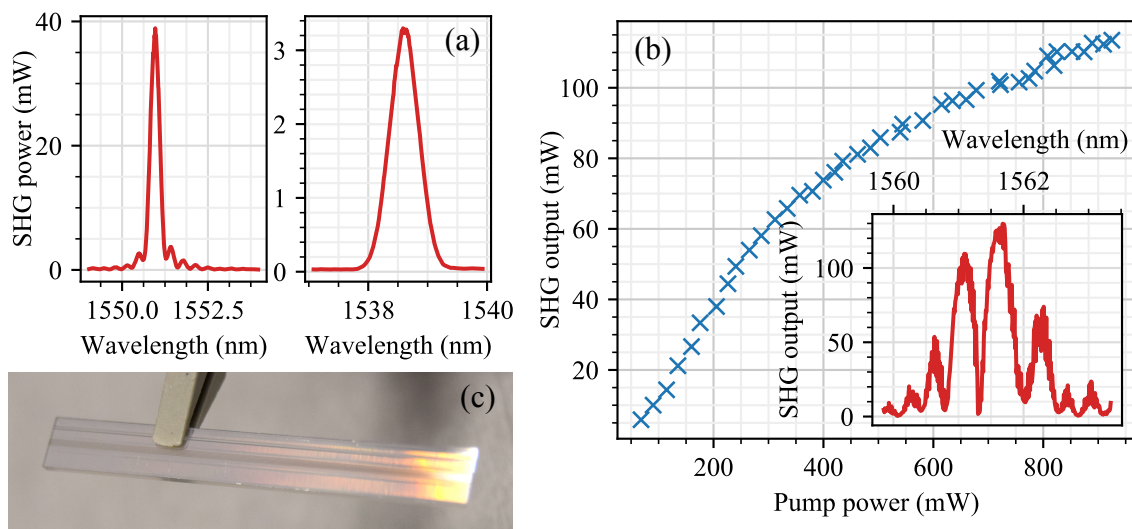 (a)
SHG power (mW)
40
20
0
1550.0 1552.5
Wavelength (nm)
3
2
1
0
1538 1540
Wavelength (nm)
(b)
SHG output (mW)
100
80
60
40
20
200 400 600 800
Pump power (mW)
Wavelength (nm)
1560 1562
SHG output (mW)
100
50
0
(c)